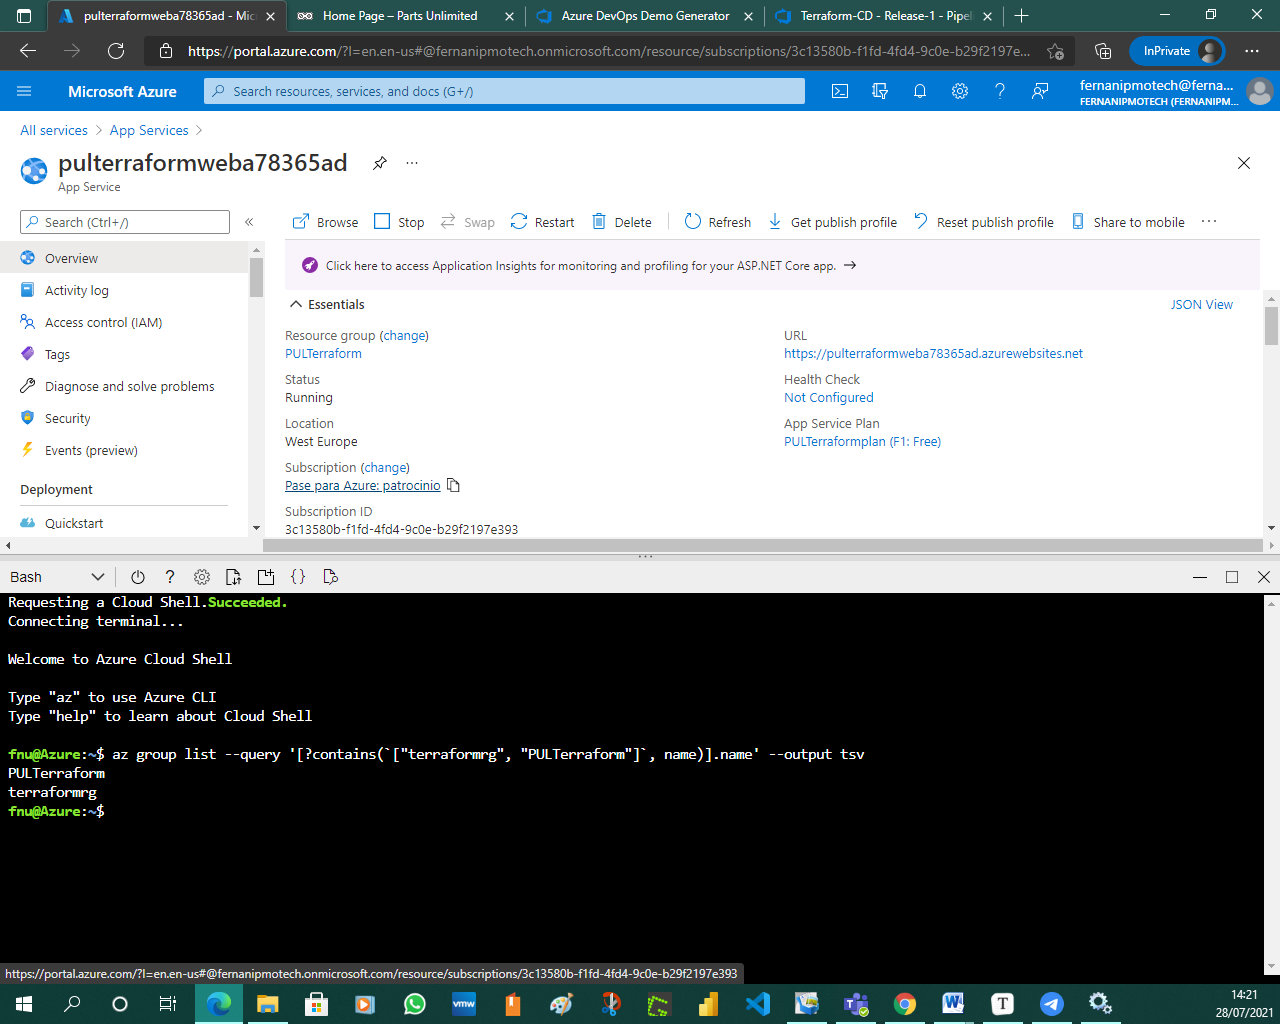 pulterraformweba78365ad - Mic
Home Page – Parts Unlimited
Azure DevOps Demo Generator
Terraform-CD - Release-1 - Pipel
https://portal.azure.com/?l=en.en-us#@fernanipmotech.onmicrosoft.com/resource/subscriptions/3c13580b-f1fd-4fd4-9c0e-b29f2197e...
InPrivate
Microsoft Azure
Search resources, services, and docs (G+/)
fernanipmotech@ferna...
FERNANIPMOTECH (FERNANIPM...
All services
App Services
pulterraformweba78365ad
App Service
Search (Ctrl+/)
Browse
Stop
Swap
Restart
Delete
Refresh
Get publish profile
Reset publish profile
Share to mobile
Overview
Activity log
Access control (IAM)
Tags
Diagnose and solve problems
Security
Events (preview)
Deployment
Quickstart
Click here to access Application Insights for monitoring and profiling for your ASP.NET Core app.
Essentials
JSON View
Resource group (change)
PULTerraform
Status
Running
Location
West Europe
Subscription (change)
Pase para Azure: patrocinio
Subscription ID
3c13580b-f1fd-4fd4-9c0e-b29f2197e393
URL
https://pulterraformweba78365ad.azurewebsites.net
Health Check
Not Configured
App Service Plan
PULTerraformplan (F1: Free)
Bash
Requesting a Cloud Shell.Succeeded.
Connecting terminal...
Welcome to Azure Cloud Shell
Type "az" to use Azure CLI
Type "help" to learn about Cloud Shell
fnu@Azure:~$ az group list --query '[?contains(`["terraformrg", "PULTerraform"]`, name)].name' --output tsv
PULTerraform
terraformrg
fnu@Azure:~$
https://portal.azure.com/?l=en.en-us#@fernanipmotech.onmicrosoft.com/resource/subscriptions/3c13580b-f1fd-4fd4-9c0e-b29f2197e393
vmw
14:21
28/07/2021